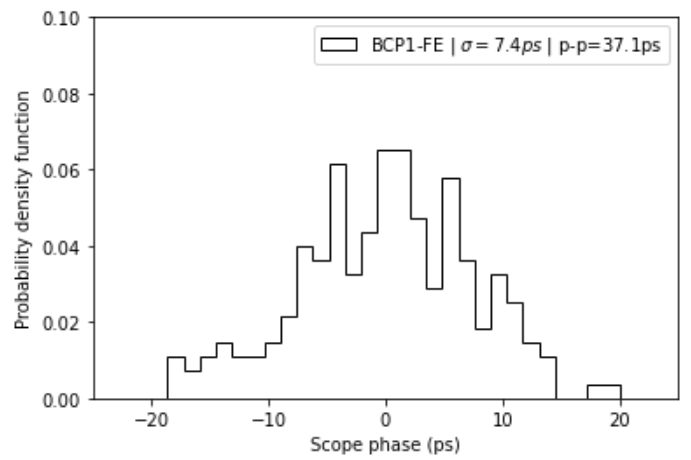 BCP1-FE | σ = 7.4ps | p-p=37.1ps
Probability density function
0.10
0.08
0.06
0.04
0.02
0.00
−20 −10 0 10 20
Scope phase (ps)